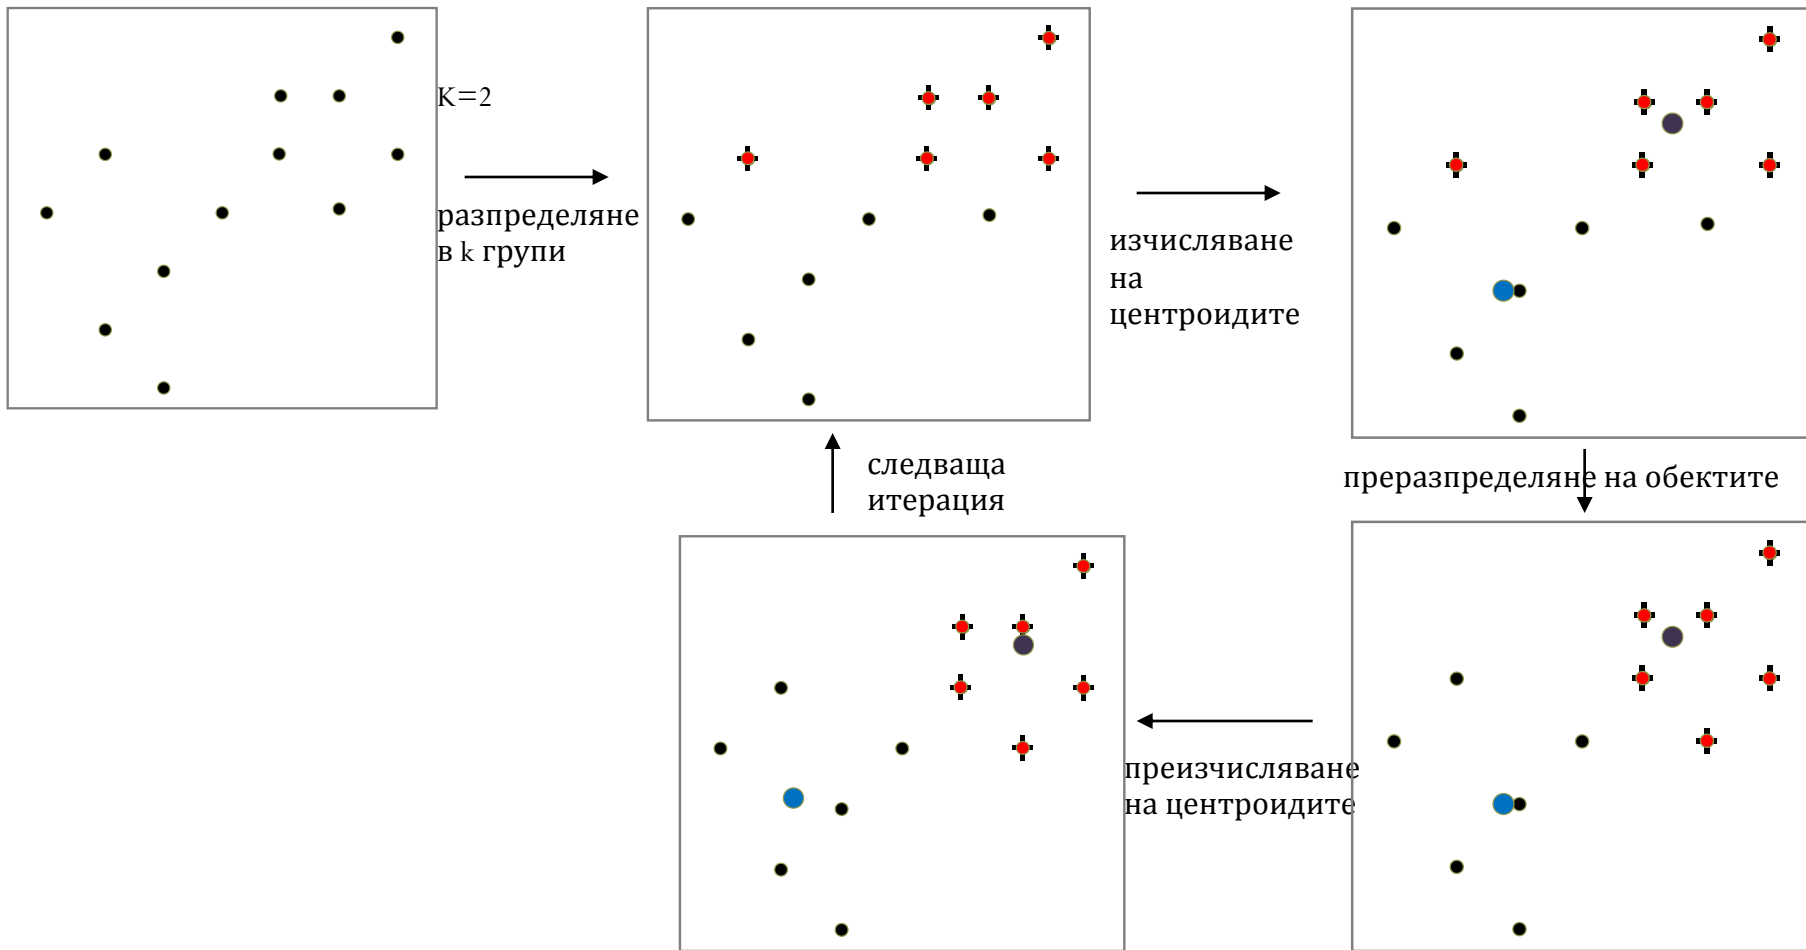 K=2
разпределяне
в k групи
изчисляване
на
центроидите
преразпределяне на обектите
следваща
итерация
преизчисляване
на центроидите